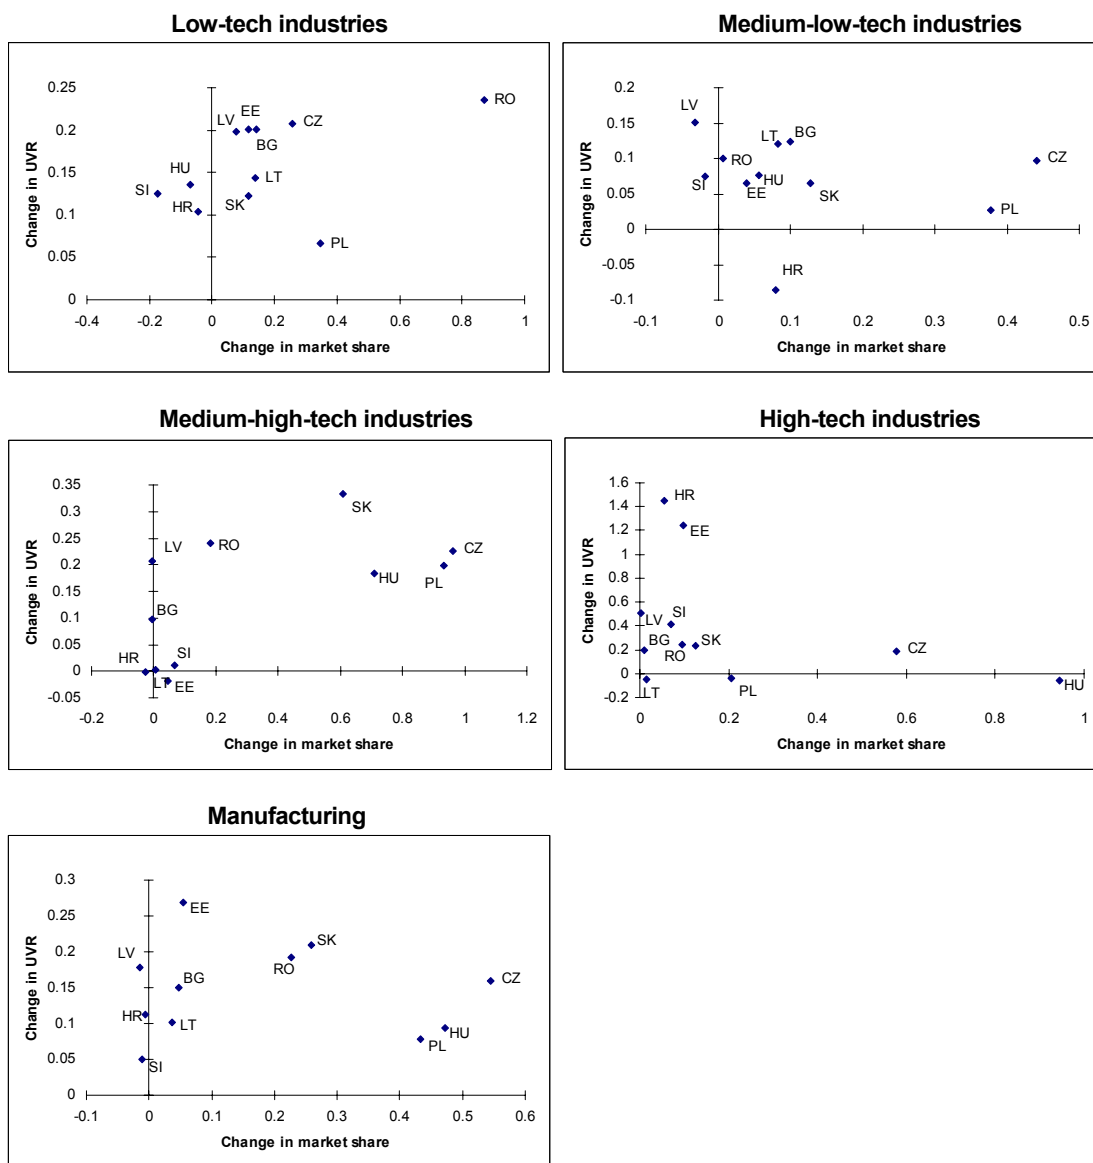 Low-tech industries
Medium-low-tech industries
0.25
RO
EE
LV
CZ
0.2
BG
HU
LT
0.15
SI
SK
HR
0.1
PL
0.05
0
-0.4 -0.2 0 0.2 0.4 0.6 0.8 1
Change in UVR
Change in market share
0.2
LV
0.15
LT BG
RO
CZ
0.1
SI
EE HU
SK
0.05
PL
0
HR
-0.05
-0.1
-0.1 0 0.1 0.2 0.3 0.4 0.5
Change in UVR
Change in market share
Medium-high-tech industries
High-tech industries
0.35
SK
0.3
0.25
LV RO
CZ
0.2
HU PL
0.15
0.1
BG
0.05
HR SI
0
LT EE
-0.05
-0.2 0 0.2 0.4 0.6 0.8 1 1.2
Change in UVR
Change in market share
1.6
HR
1.4
EE
1.2
1
0.8
0.6
LV SI
0.4
BG SK
RO
CZ
0.2
0
LT PL HU
-0.2
0 0.2 0.4 0.6 0.8 1
Change in UVR
Change in market share
Manufacturing
0.3
EE
0.25
SK
LV
0.2
RO
BG
CZ
0.15
HR LT
0.1
HU
PL
0.05
SI
0
-0.1 0 0.1 0.2 0.3 0.4 0.5 0.6
Change in UVR
Change in market share